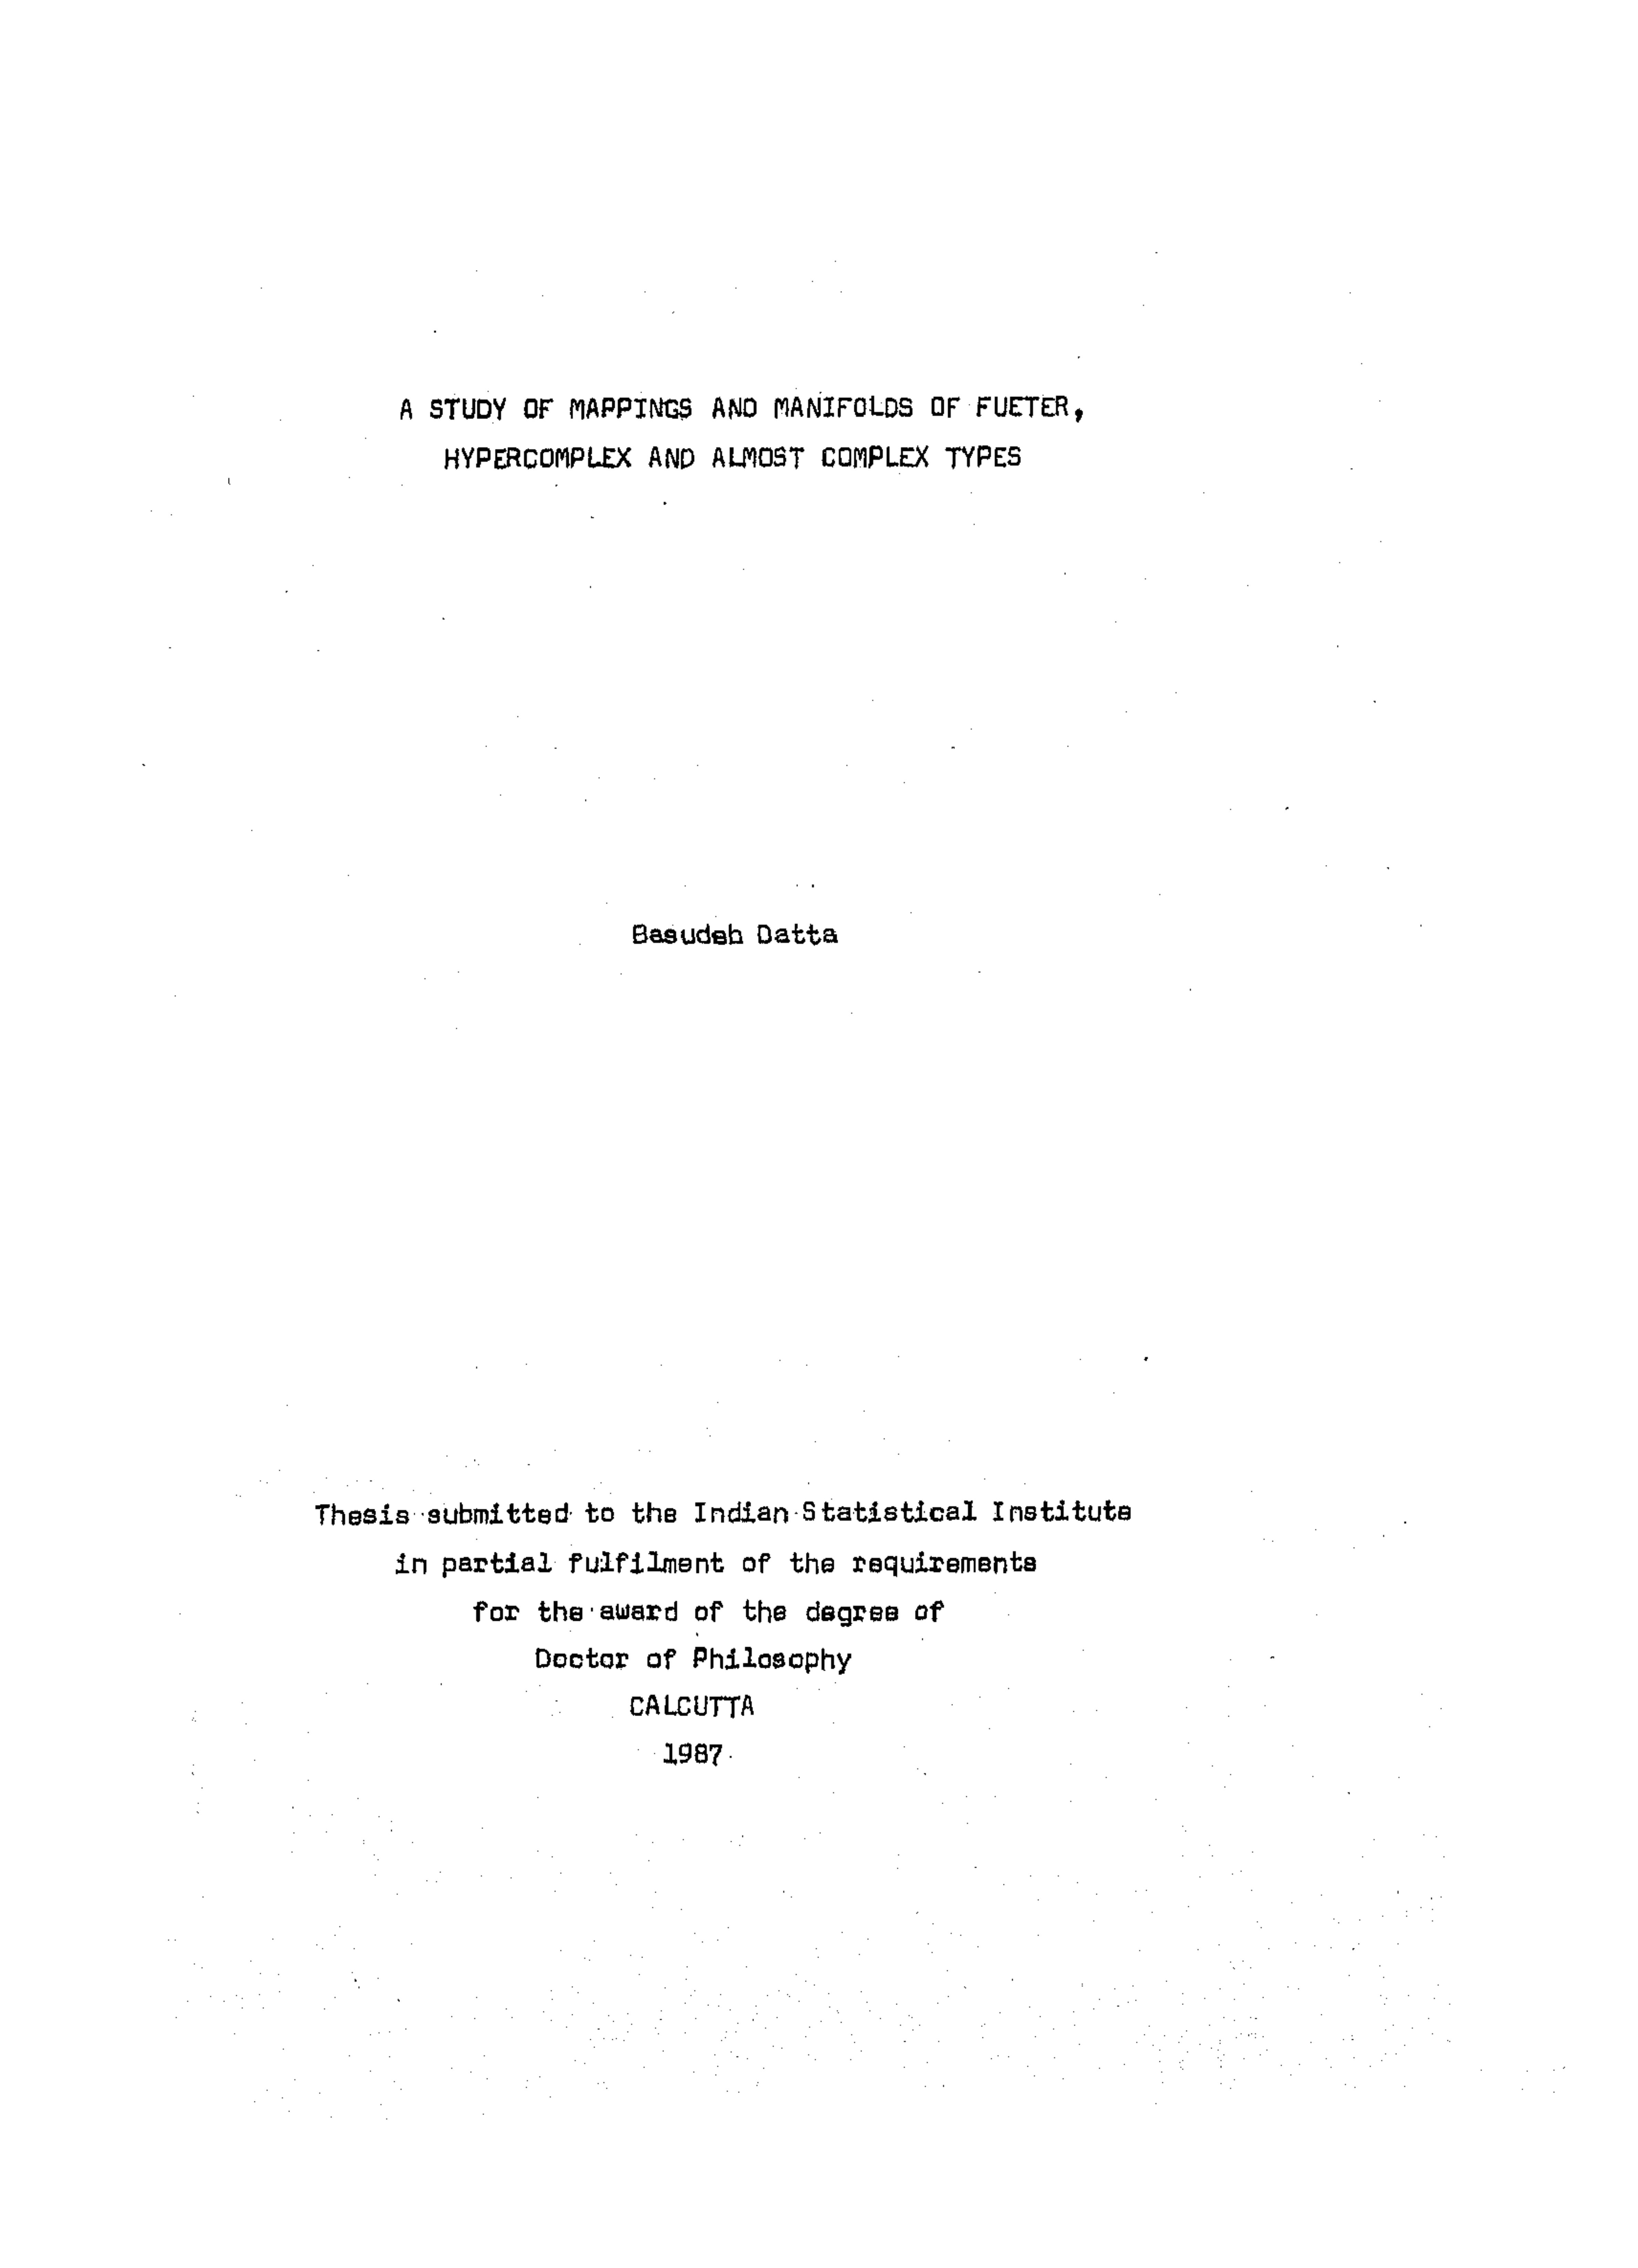 A STUDY OF MAPPINGS AND MANIFOLDS OF FUETER,
HYPERCOMPLEX AND ALMOST COMPLEX TYPES
Basudeb Datta
Thesis submitted to the Indian Statistical Institute
in partial fulfilment of the requirements
for the award of the degree of
Doctor of Philosophy
CALCUTTA
1987